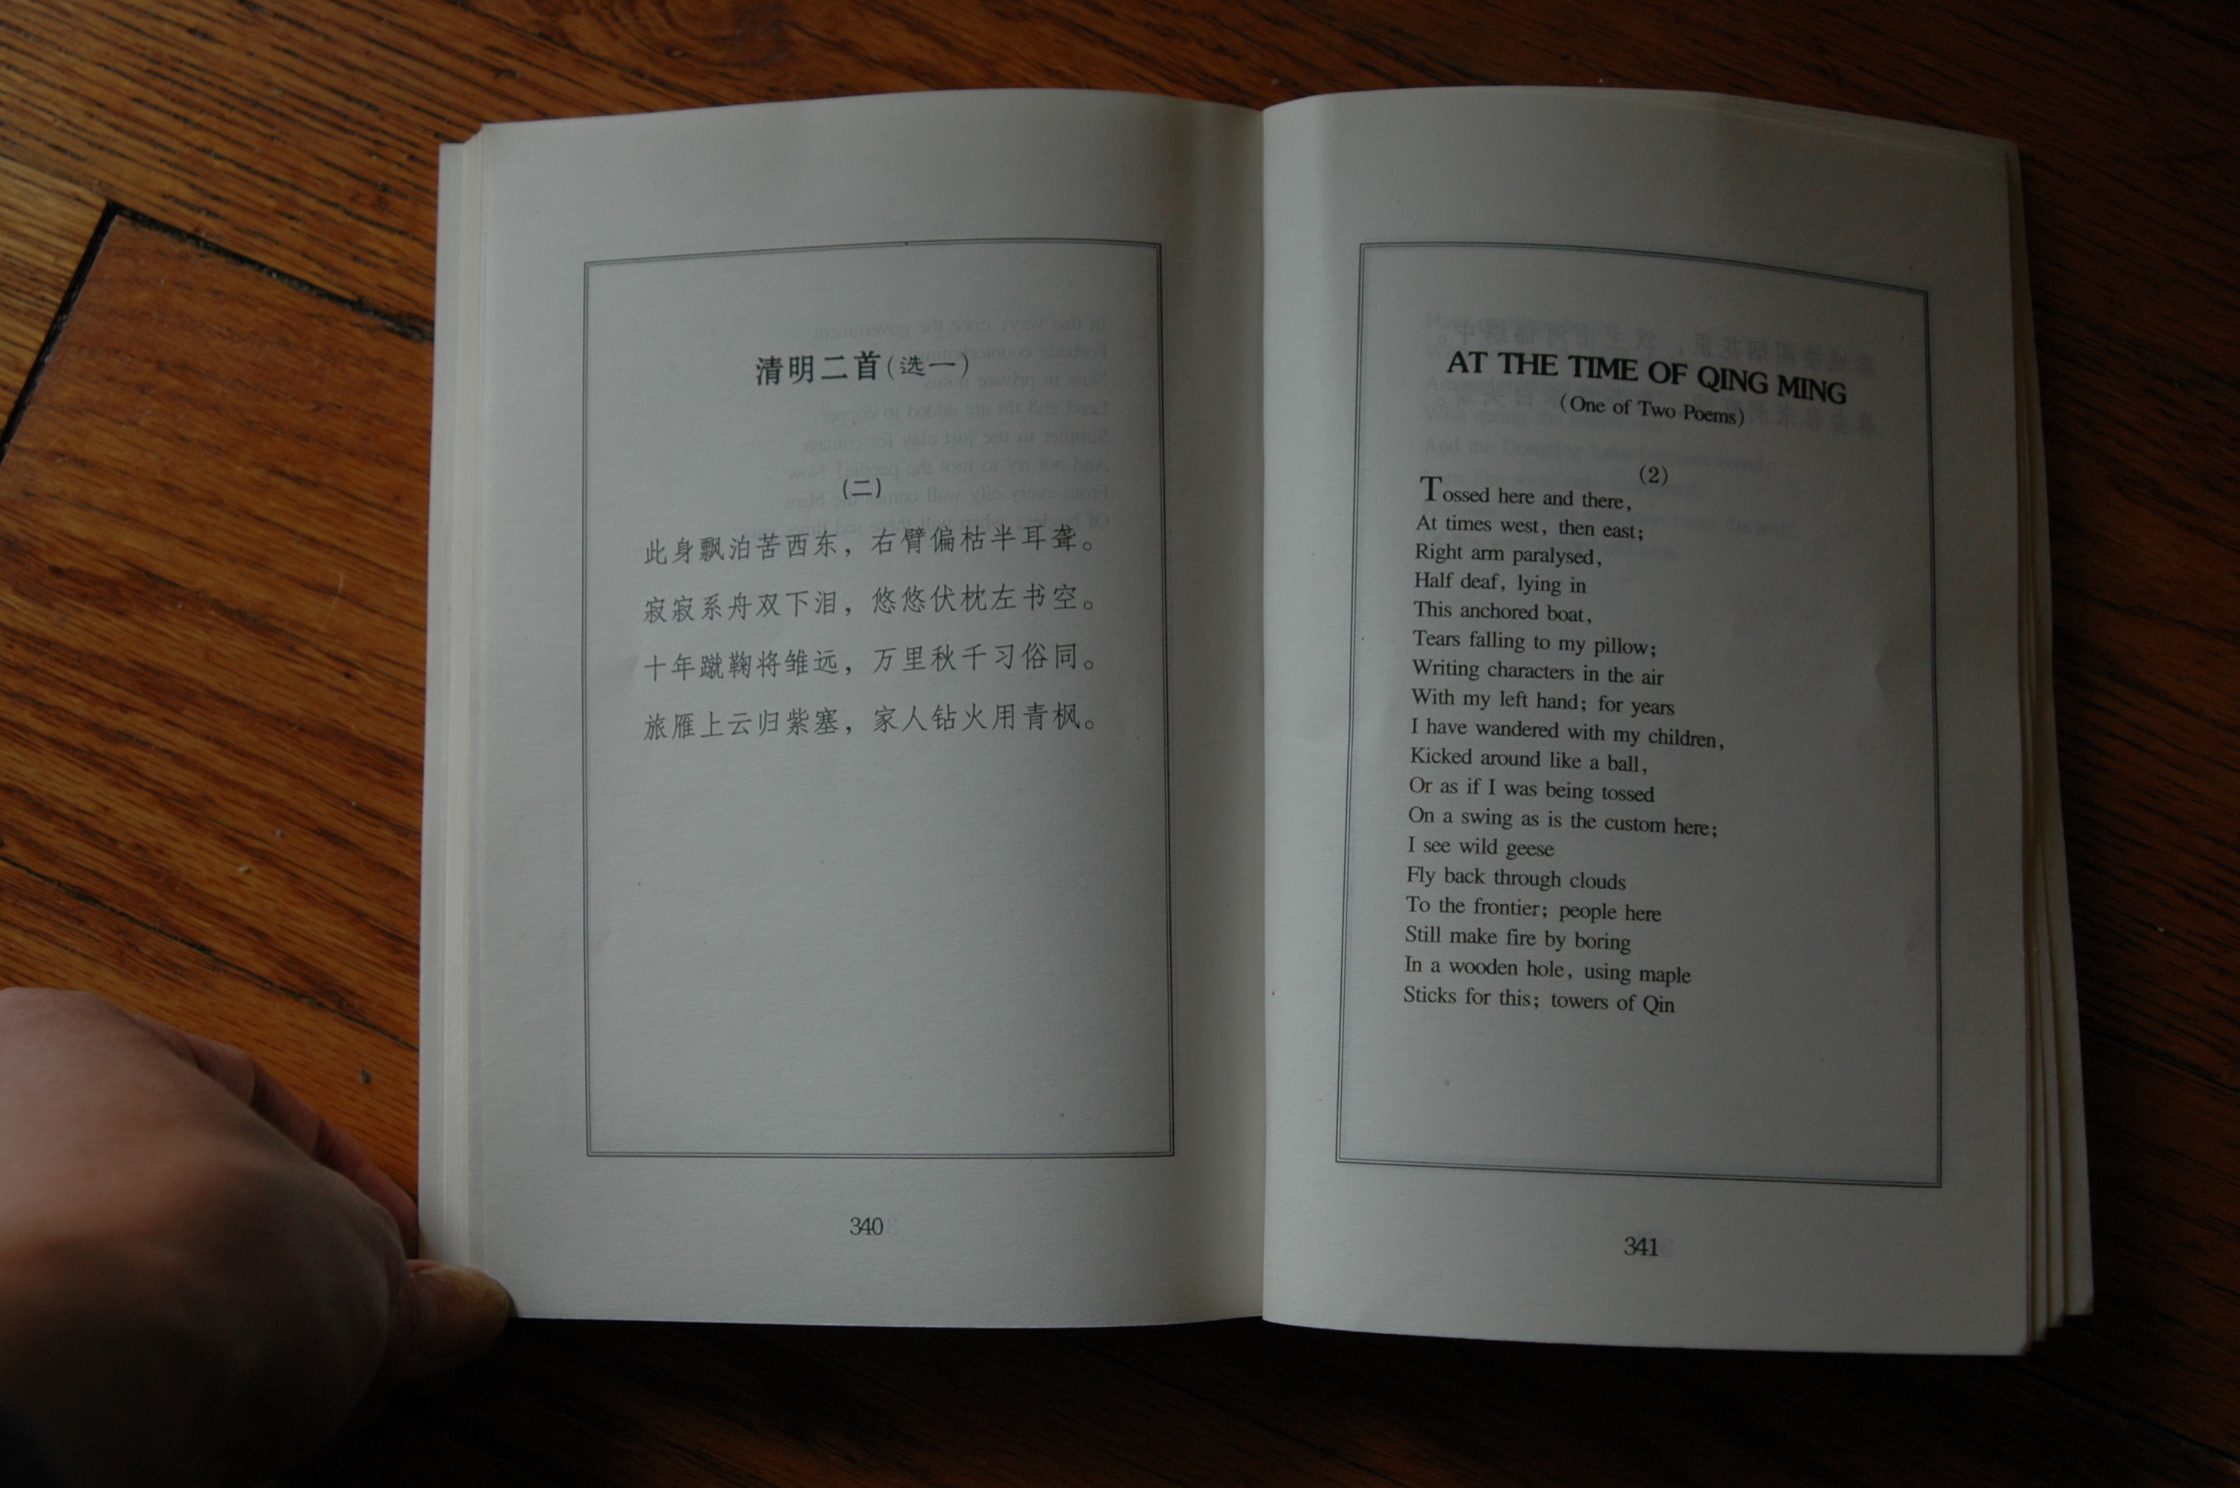 清明二首(选一)
(二)
此身飘泊苦西东，右臂偏枯半耳聋。
寂寂系舟双下泪，悠悠伏枕左书空。
十年蹴鞠将雏远，万里秋千习俗同。
旅雁上云归紫塞，家人钻火用青枫。
340
AT THE TIME OF QING MING
(One of Two Poems)
(2)
Tossed here and there,
At times west, then east;
Right arm paralysed,
Half deaf, lying in
This anchored boat,
Tears falling to my pillow;
Writing characters in the air
With my left hand; for years
I have wandered with my children,
Kicked around like a ball,
Or as if I was being tossed
On a swing as is the custom here;
I see wild geese
Fly back through clouds
To the frontier; people here
Still make fire by boring
In a wooden hole, using maple
Sticks for this; towers of Qin
341